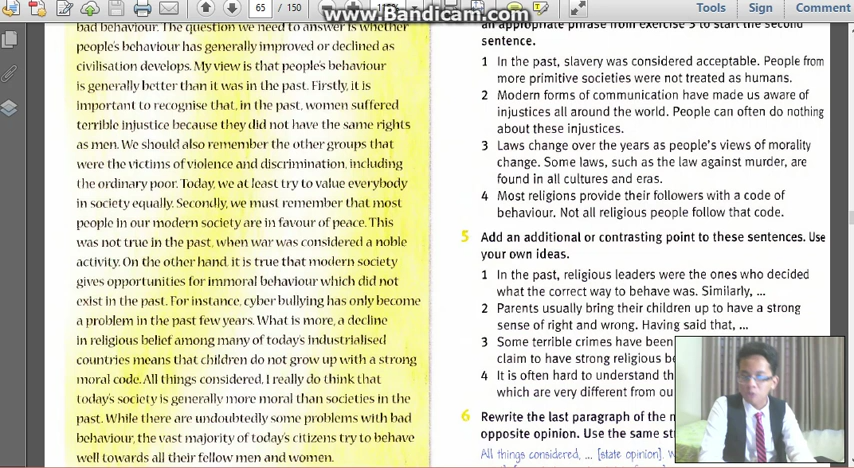 65 / 150
www.Bandicam.com
Tools
Sign
Comment
bad behaviour. The question we need to answer is whether
people's behaviour has generally improved or declined as
civilisation develops. My view is that people's behaviour
is generally better than it was in the past. Firstly, it is
important to recognise that, in the past, women suffered
terrible injustice because they did not have the same rights
as men. We should also remember the other groups that
were the victims of violence and discrimination, including
the ordinary poor. Today, we at least try to value everybody
in society equally. Secondly, we must remember that most
people in our modern society are in favour of peace. This
was not true in the past, when war was considered a noble
activity. On the other hand, it is true that modern society
gives opportunities for immoral behaviour which did not
exist in the past. For instance, cyber bullying has only become
a problem in the past few years. What is more, a decline
in religious belief among many of today's industrialised
countries means that children do not grow up with a strong
moral code. All things considered, I really do think that
today's society is generally more moral than societies in the
past. While there are undoubtedly some problems with bad
behaviour, the vast majority of today's citizens try to behave
well towards all their fellow men and women.
an appropriate phrase from exercise 3 to start the second
sentence.
1 In the past, slavery was considered acceptable. People from
more primitive societies were not treated as humans.
2 Modern forms of communication have made us aware of
injustices all around the world. People can often do nothing
about these injustices.
3 Laws change over the years as people's views of morality
change. Some laws, such as the law against murder, are
found in all cultures and eras.
4 Most religions provide their followers with a code of
behaviour. Not all religious people follow that code.
5 Add an additional or contrasting point to these sentences. Use
your own ideas.
1 In the past, religious leaders were the ones who decided
what the correct way to behave was. Similarly, ...
2 Parents usually bring their children up to have a strong
sense of right and wrong. Having said that, ...
3 Some terrible crimes have been
claim to have strong religious be
4 It is often hard to understand th
which are very different from ou
6 Rewrite the last paragraph of the
opposite opinion. Use the same st
All things considered, ... [state opinion].